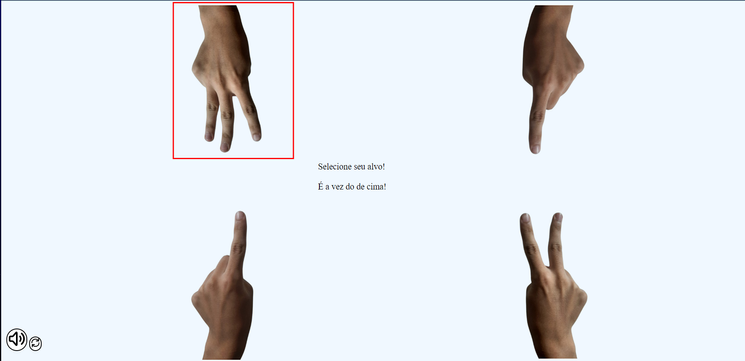 Selecione seu alvo!
É a vez do de cima!